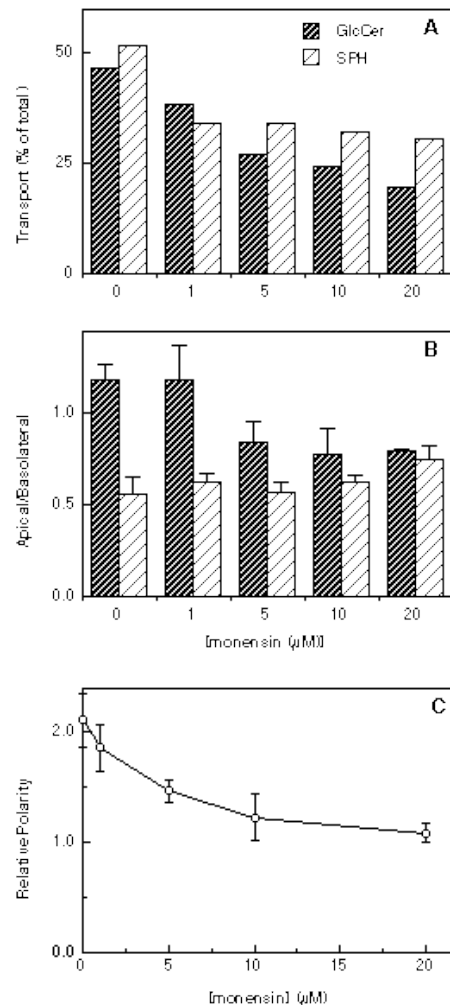 A
GlcCer
SPH
Transport (% of total )
50
25
0
0 1 5 10 20
B
Apical/Basolateral
1.0
0.5
0.0
0 1 5 10 20
[monensin (μM)]
C
Relative Polarity
2.0
1.0
0.0
0 5 10 15 20
[monensin] (μM)